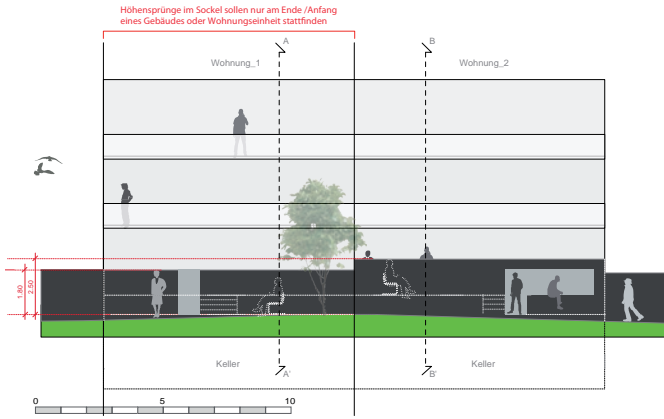 Höhensprünge im Sockel sollen nur am Ende /Anfang
eines Gebäudes oder Wohnungseinheit stattfinden
A
B
Wohnung_1
Wohnung_2
1.80
2.50
Keller
Keller
A'
B'
0
5
10